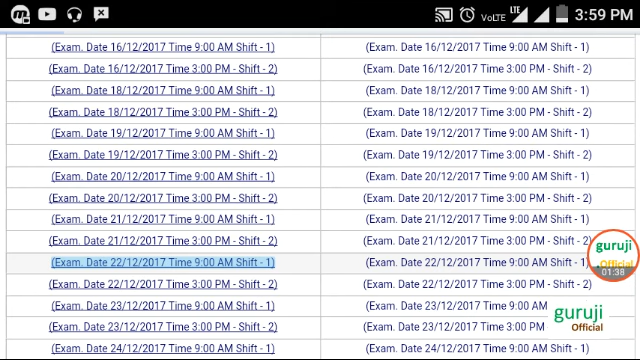 VoLTE LTE 3:59 PM
(Exam. Date 16/12/2017 Time 9:00 AM Shift - 1) (Exam. Date 16/12/2017 Time 9:00 AM Shift - 1)
(Exam. Date 16/12/2017 Time 3:00 PM - Shift - 2) (Exam. Date 16/12/2017 Time 3:00 PM - Shift - 2)
(Exam. Date 18/12/2017 Time 9:00 AM Shift - 1) (Exam. Date 18/12/2017 Time 9:00 AM Shift - 1)
(Exam. Date 18/12/2017 Time 3:00 PM - Shift - 2) (Exam. Date 18/12/2017 Time 3:00 PM - Shift - 2)
(Exam. Date 19/12/2017 Time 9:00 AM Shift - 1) (Exam. Date 19/12/2017 Time 9:00 AM Shift - 1)
(Exam. Date 19/12/2017 Time 3:00 PM - Shift - 2) (Exam. Date 19/12/2017 Time 3:00 PM - Shift - 2)
(Exam. Date 20/12/2017 Time 9:00 AM Shift - 1) (Exam. Date 20/12/2017 Time 9:00 AM Shift - 1)
(Exam. Date 20/12/2017 Time 3:00 PM - Shift - 2) (Exam. Date 20/12/2017 Time 3:00 PM - Shift - 2)
(Exam. Date 21/12/2017 Time 9:00 AM Shift - 1) (Exam. Date 21/12/2017 Time 9:00 AM Shift - 1)
(Exam. Date 21/12/2017 Time 3:00 PM - Shift - 2) (Exam. Date 21/12/2017 Time 3:00 PM - Shift - 2)
(Exam. Date 22/12/2017 Time 9:00 AM Shift - 1) (Exam. Date 22/12/2017 Time 9:00 AM Shift - 1)
(Exam. Date 22/12/2017 Time 3:00 PM - Shift - 2) (Exam. Date 22/12/2017 Time 3:00 PM - Shift - 2)
(Exam. Date 23/12/2017 Time 9:00 AM Shift - 1) (Exam. Date 23/12/2017 Time 9:00 AM
(Exam. Date 23/12/2017 Time 3:00 PM - Shift - 2) (Exam. Date 23/12/2017 Time 3:00 PM
(Exam. Date 24/12/2017 Time 9:00 AM Shift - 1) (Exam. Date 24/12/2017 Time 9:00 AM Shift - 1)
guruji
Official
01:38
guruji
Official